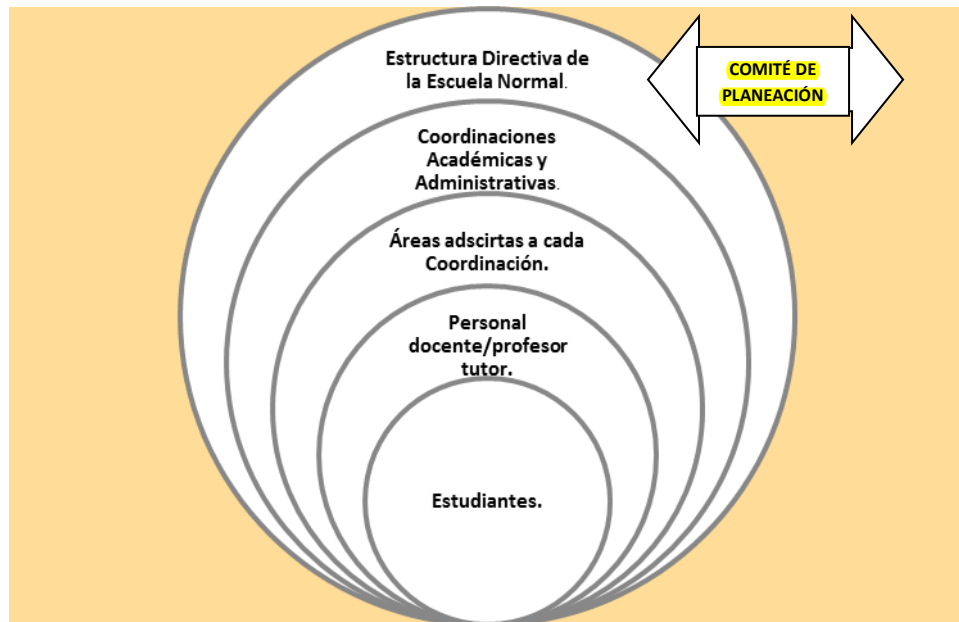 Estructura Directiva de
la Escuela Normal.
COMITÉ DE
PLANEACIÓN
Coordinaciones
Académicas y
Administrativas.
Áreas adscirtas a cada
Coordinación.
Personal
docente/profesor
tutor.
Estudiantes.